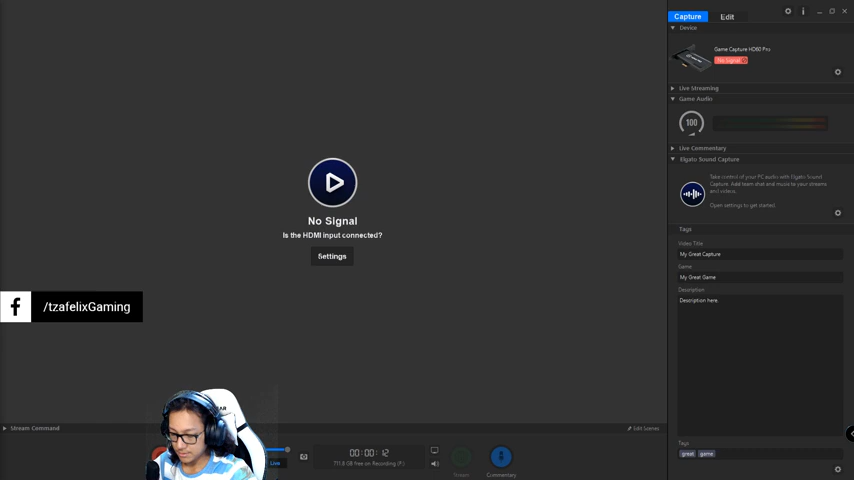 Capture
Edit
Device
Game Capture HD60 Pro
No Signal
Live Streaming
Game Audio
100
Live Commentary
Elgato Sound Capture
Take control of your PC audio with Elgato Sound
Capture. Add team chat and music to your streams
and videos.
Open settings to get started.
No Signal
Is the HDMI input connected?
Settings
Tags
Video Title
My Great Capture
Game
My Great Game
Description
Description here.
f /tzafelixGaming
Stream Command
Edit Scenes
Live
00:00:12
711.8 GB free on Recording (F:)
Stream
Commentary
Tags
great game